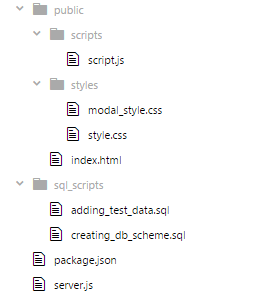 public
scripts
script.js
styles
modal_style.css
style.css
index.html
sql_scripts
adding_test_data.sql
creating_db_scheme.sql
package.json
server.js